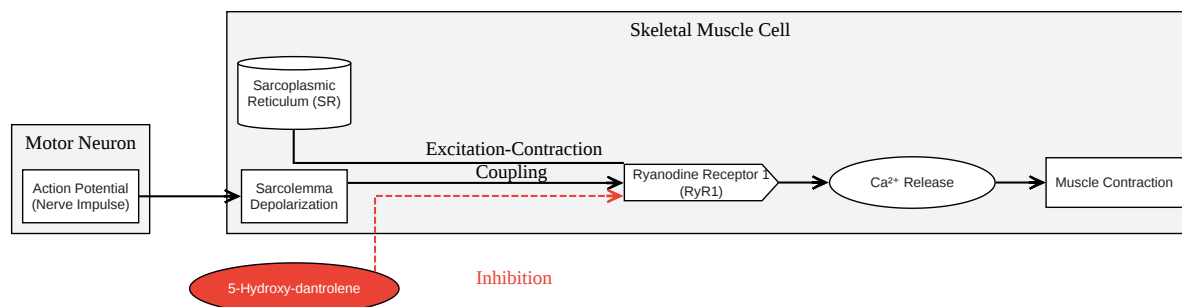 Skeletal Muscle Cell
Sarcoplasmic
Reticulum (SR)
Motor Neuron
Action Potential
(Nerve Impulse)
Sarcolemma
Depolarization
Excitation-Contraction
Coupling
Ryanodine Receptor 1
(RyR1)
Ca²⁺ Release
Muscle Contraction
5-Hydroxy-dantrolene
Inhibition